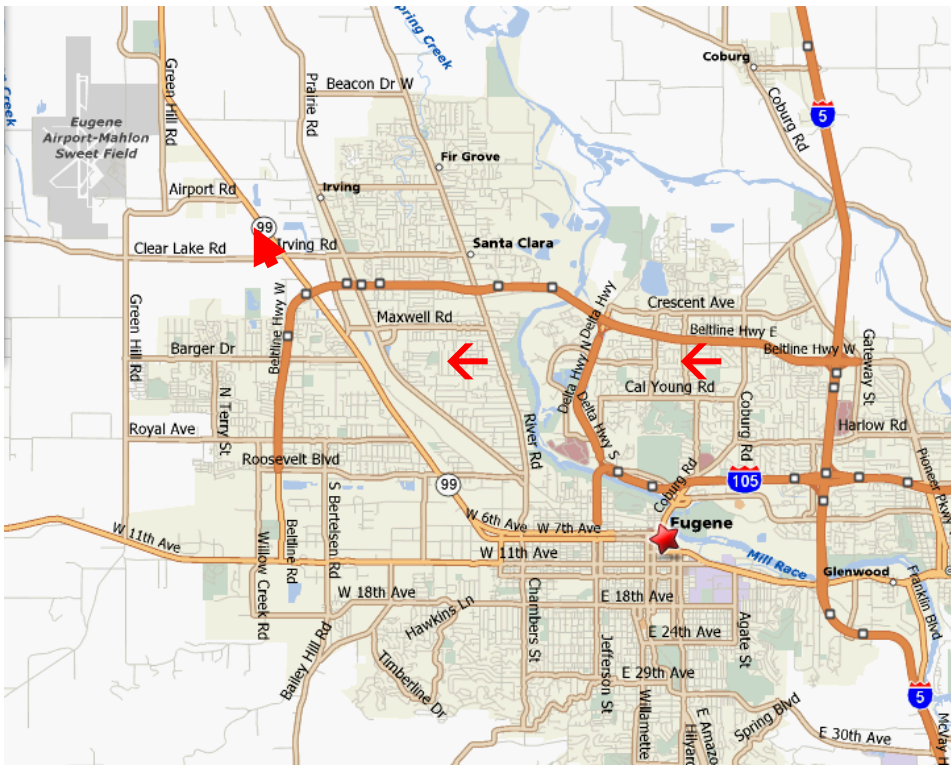 Spring Creek
Coburg
Creek
Green Hill Rd
Prairie Rd
Beacon Dr W
5
Coburg Rd
Eugene
Airport-Mahlon
Sweet Field
Fir Grove
Airport Rd
Irving
99
Clear Lake Rd
Irving Rd
Santa Clara
Green Hill Rd
Beltline Hwy W
Crescent Ave
Delta Hwy
Maxwell Rd
Beltline Hwy E
Barger Dr
Beltline Hwy W
Gateway St
Delta Hwy N
Cal Young Rd
N Terry St
Delta Hwy S
Coburg Rd
Royal Ave
River Rd
Harlow Rd
Roosevelt Blvd
99
Coburg Rd
105
Pioneer Pkwy
S Bertelsen Rd
W 11th Ave
W 6th Ave
W 7th Ave
Eugene
W 11th Ave
Beltline Rd
Willow Creek Rd
Mill Race
Glenwood
Franklin Blvd
W 18th Ave
Hawkins Ln
Chambers St
E 18th Ave
Agate St
Bailey Hill Rd
Jefferson St
E 24th Ave
Timberline Dr
E 29th Ave
Willamette
E Amazo
Hilyard
Spring Blvd
5
E 30th Ave
McVay H